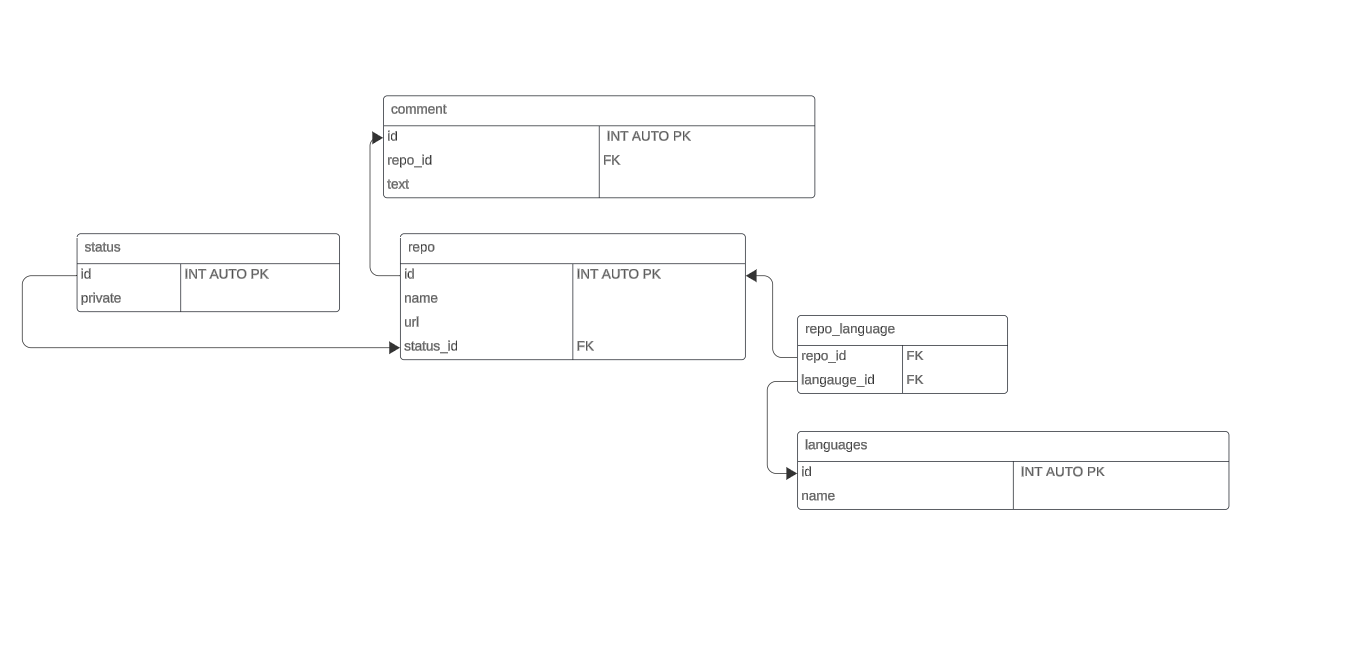 comment
id INT AUTO PK
repo_id FK
text
status
id INT AUTO PK
private
repo
id INT AUTO PK
name
url
status_id FK
repo_language
repo_id FK
langauge_id FK
languages
id INT AUTO PK
name